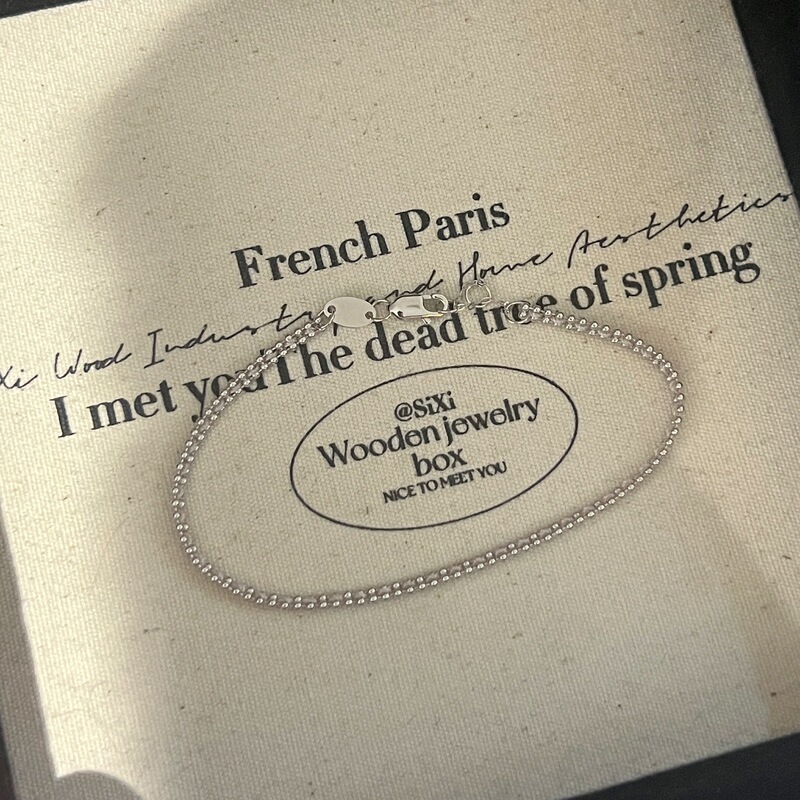 French Paris
Xi Wood Industry and Home Aesthetics
I met you The dead tree of spring
@SiXi
Wooden jewelry
box
NICE TO MEET YOU